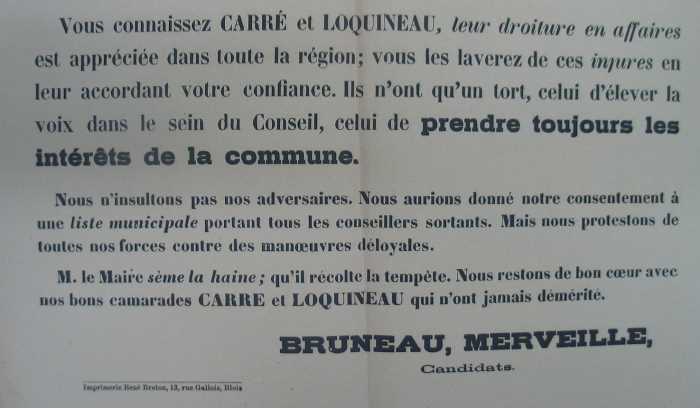 Vous connaissez CARRÉ et LOQUINEAU, leur droiture en affaires
est appréciée dans toute la région; vous les laverez de ces injures en
leur accordant votre confiance. Ils n'ont qu'un tort, celui d'élever la
voix dans le sein du Conseil, celui de prendre toujours les
intérêts de la commune.
Nous n'insultons pas nos adversaires. Nous aurions donné notre consentement à
une liste municipale portant tous les conseillers sortants. Mais nous protestons de
toutes nos forces contre des manœuvres déloyales.
M. le Maire sème la haine; qu'il récolte la tempête. Nous restons de bon cœur avec
nos bons camarades CARRE et LOQUINEAU qui n'ont jamais démérité.
BRUNEAU, MERVEILLE,
Candidats.
Imprimerie René Breton, 13, rue Gallois, Blois